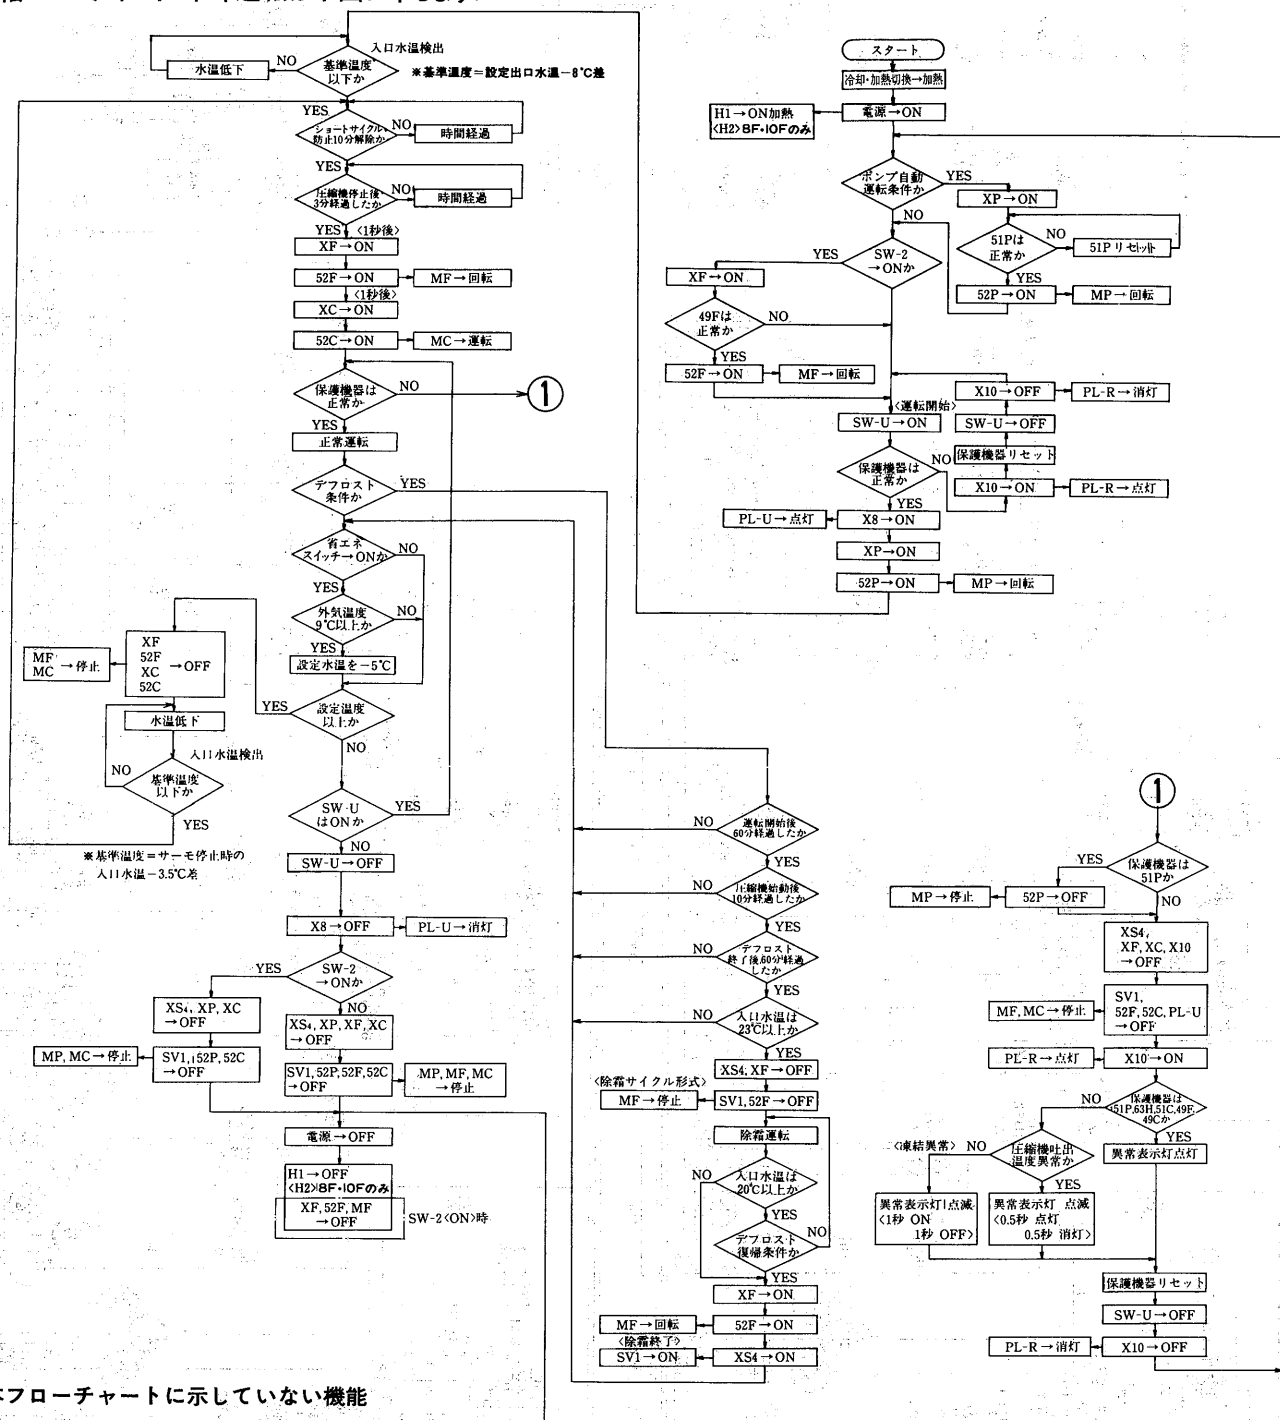 入口水温検出
基準温度
以下か
NO
水温低下
※基準温度＝設定出口水温－8℃差
YES
ショートサイクル
防止10分解除か
NO
時間経過
YES
圧縮機停止後
3分経過したか
NO
時間経過
YES
<1秒後>
XF→ON
52F→ON
MF→回転
<1秒後>
XC→ON
52C→ON
MC→運転
保護機器は
正常か
NO
①
YES
正常運転
デフロスト
条件か
YES
省エネ
スイッチ→ONか
NO
YES
外気温度
9℃以上か
NO
YES
設定水温を－5℃
設定温度
以上か
YES
NO
XF
52F
XC
52C
→OFF
MF
MC
→停止
水温低下
入口水温検出
基準温度
以下か
NO
YES
※基準温度＝サーモ停止時の
入口水温－3.5℃差
SW-U
はONか
YES
NO
SW-U→OFF
X8→OFF
PL-U→消灯
SW-2
→ONか
YES
NO
XS4, XP, XC
→OFF
MP, MC→停止
SV1, 52P, 52C
→OFF
XS4, XP, XF, XC
→OFF
SV1, 52P, 52F, 52C
→OFF
MP, MF, MC
→停止
電源→OFF
H1→OFF
<H2>8F・10Fのみ
XF, 52F, MF
→OFF
SW-2<ON>時
スタート
冷却・加熱切換→加熱
電源→ON
H1→ON加熱
<H2>8F・10Fのみ
ポンプ自動
運転条件か
YES
NO
XP→ON
51Pは
正常か
NO
51Pリセット
YES
52P→ON
MP→回転
SW-2
→ONか
YES
XF→ON
49Fは
正常か
NO
YES
52F→ON
MF→回転
<運転開始>
SW-U→ON
保護機器は
正常か
NO
YES
X10→OFF
PL-R→消灯
SW-U→OFF
保護機器リセット
X10→ON
PL-R→点灯
PL-U→点灯
X8→ON
XP→ON
52P→ON
MP→回転
運転開始後
60分経過したか
NO
YES
圧縮機始動後
10分経過したか
NO
YES
デフロスト
終了後,60分経過
したか
NO
YES
入口水温は
23℃以上か
NO
YES
XS4, XF→OFF
<除霜サイクル形式>
MF→停止
SV1, 52F→OFF
除霜運転
入口水温は
20℃以上か
NO
YES
デフロスト
復帰条件か
NO
YES
XF→ON
MF→回転
52F→ON
<除霜終了>
SV1→ON
XS4→ON
①
保護機器は
51Pか
YES
NO
MP→停止
52P→OFF
XS4,
XF, XC, X10
→OFF
MF, MC→停止
SV1,
52F, 52C, PL-U
→OFF
PL-R→点灯
X10→ON
保護機器は
51P, 63H, 51C, 49F,
49Cか
NO
YES
圧縮機吐出
温度異常か
<凍結異常>
NO
YES
異常表示灯点灯
異常表示灯 点滅
<1秒 ON
1秒 OFF>
異常表示灯 点滅
<0.5秒 点灯
0.5秒 消灯>
保護機器リセット
SW-U→OFF
PL-R→消灯
X10→OFF
フローチャートに示していない機能